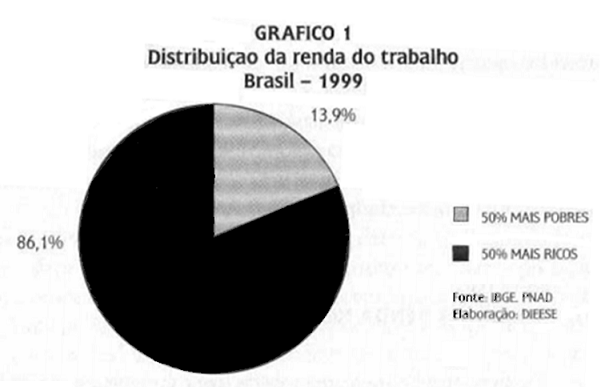 GRAFICO 1
Distribuiçao da renda do trabalho
Brasil – 1999
13,9%
86,1%
50% MAIS POBRES
50% MAIS RICOS
Fonte: IBGE, PNAD
Elaboração: DIEESE